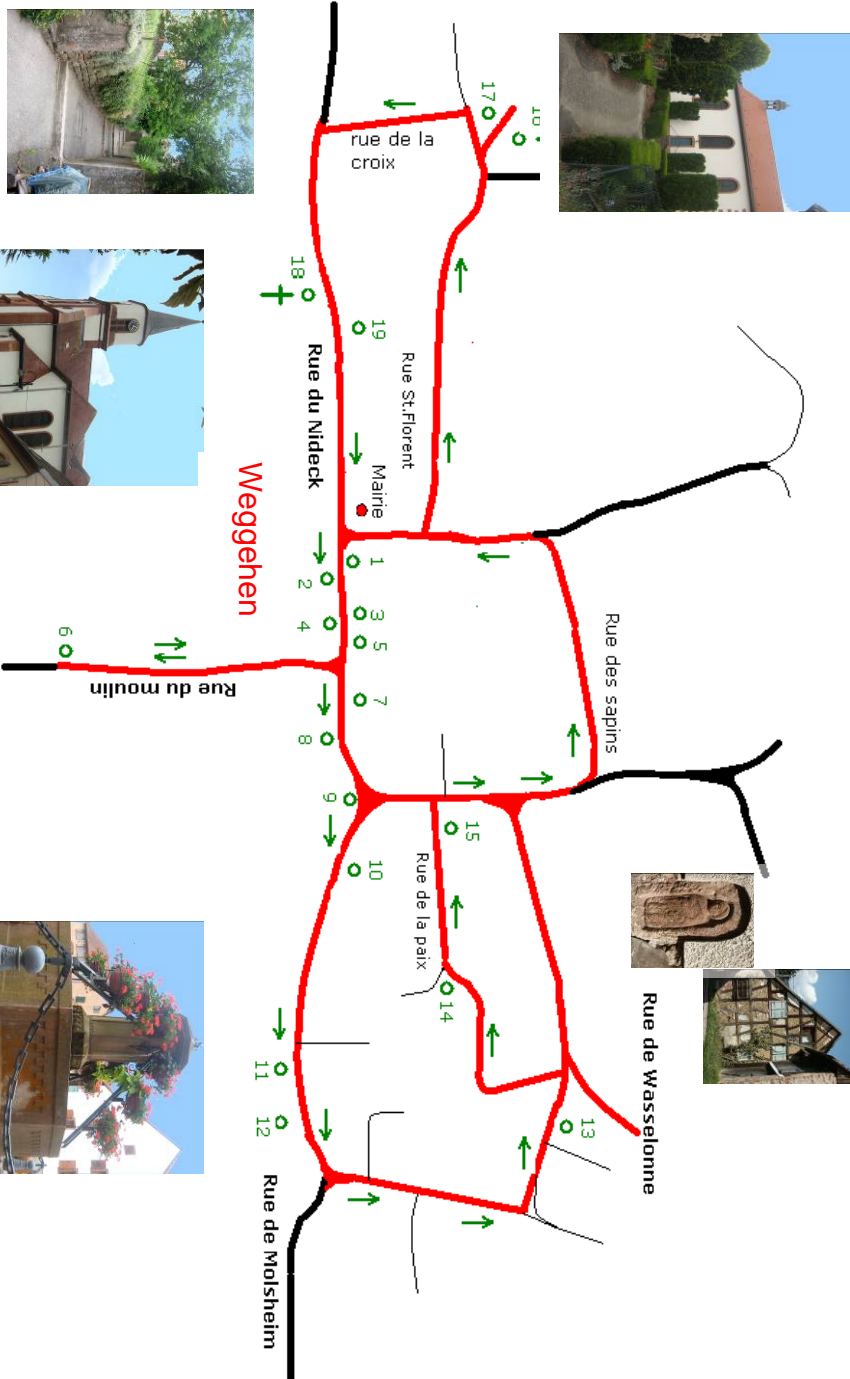 rue de la
croix
17
16
18
19
Rue du Nideck
Rue St.Florent
Mairie
Weggehen
1
2
3
4
5
6
Rue du moulin
7
8
Rue des sapins
9
10
15
Rue de la paix
14
11
12
13
Rue de Wasselonne
Rue de Molsheim